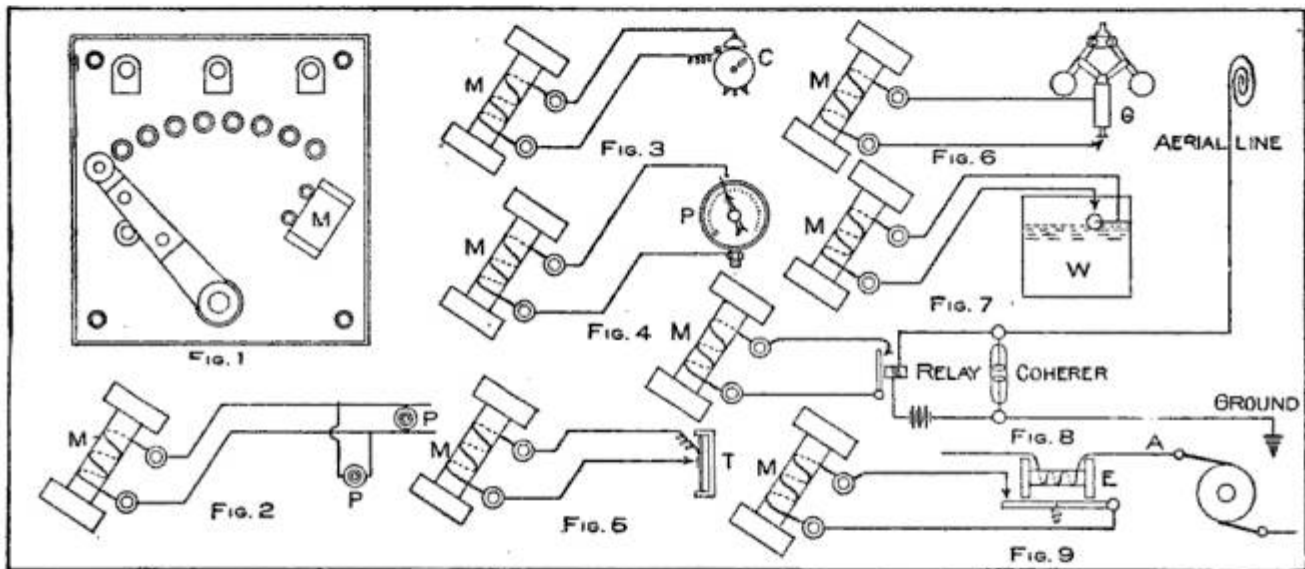 M
FIG. 1
M
P
P
FIG. 2
M
C
FIG. 3
M
P
FIG. 4
M
T
FIG. 5
M
G
FIG. 6
AERIAL LINE
M
W
FIG. 7
M
RELAY
COHERER
GROUND
FIG. 8
M
E
A
FIG. 9